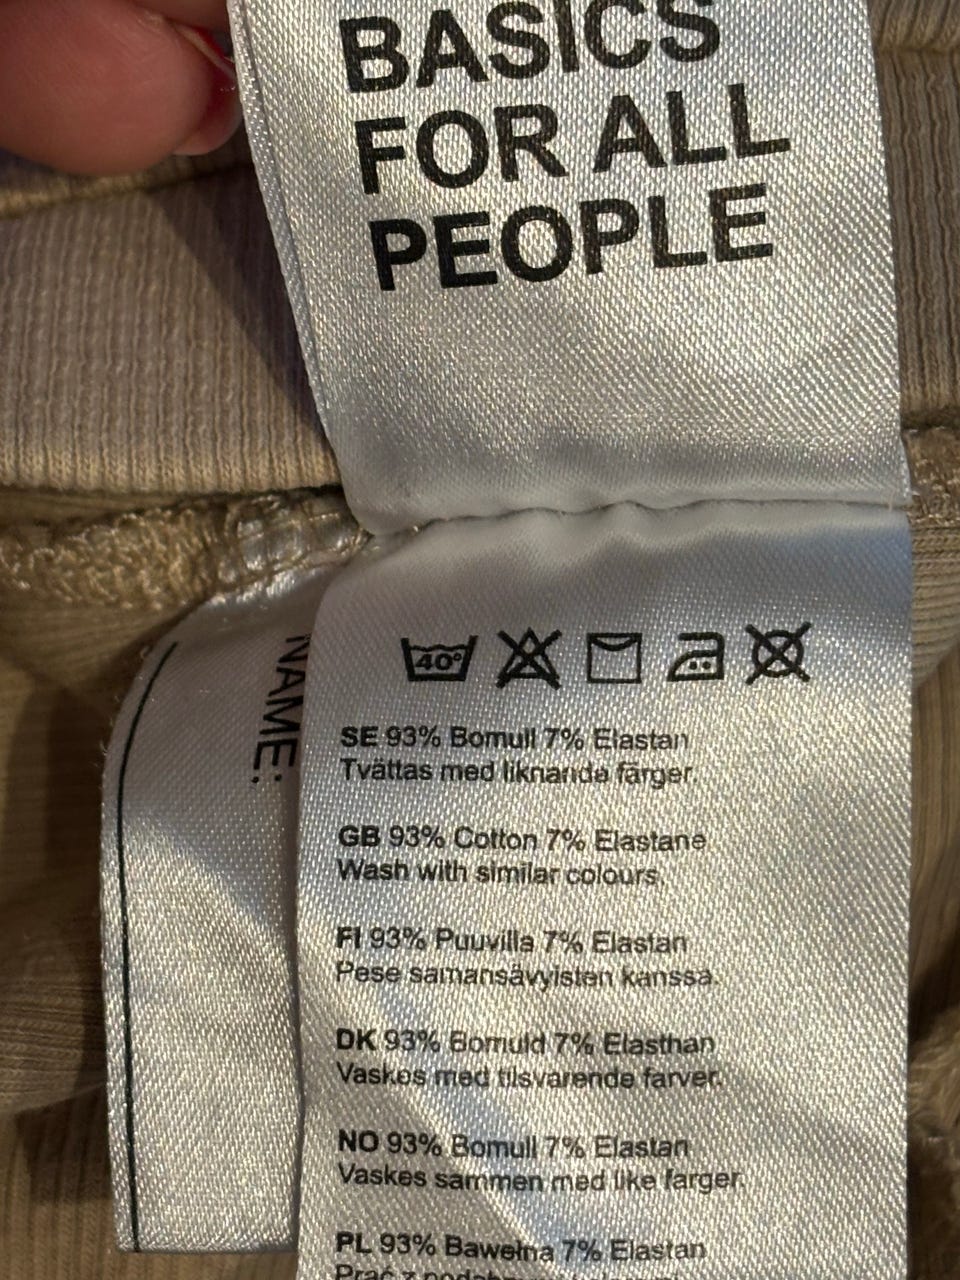 BASICS
FOR ALL
PEOPLE
NAME:
40°
SE 93% Bomull 7% Elastan
Tvättas med liknande färger.
GB 93% Cotton 7% Elastane
Wash with similar colours.
FI 93% Puuvilla 7% Elastan
Pese samansävyisten kanssa.
DK 93% Bomuld 7% Elasthan
Vaskes med tilsvarende farver.
NO 93% Bomull 7% Elastan
Vaskes sammen med like farger.
PL 93% Bawełna 7% Elastan
Prać z